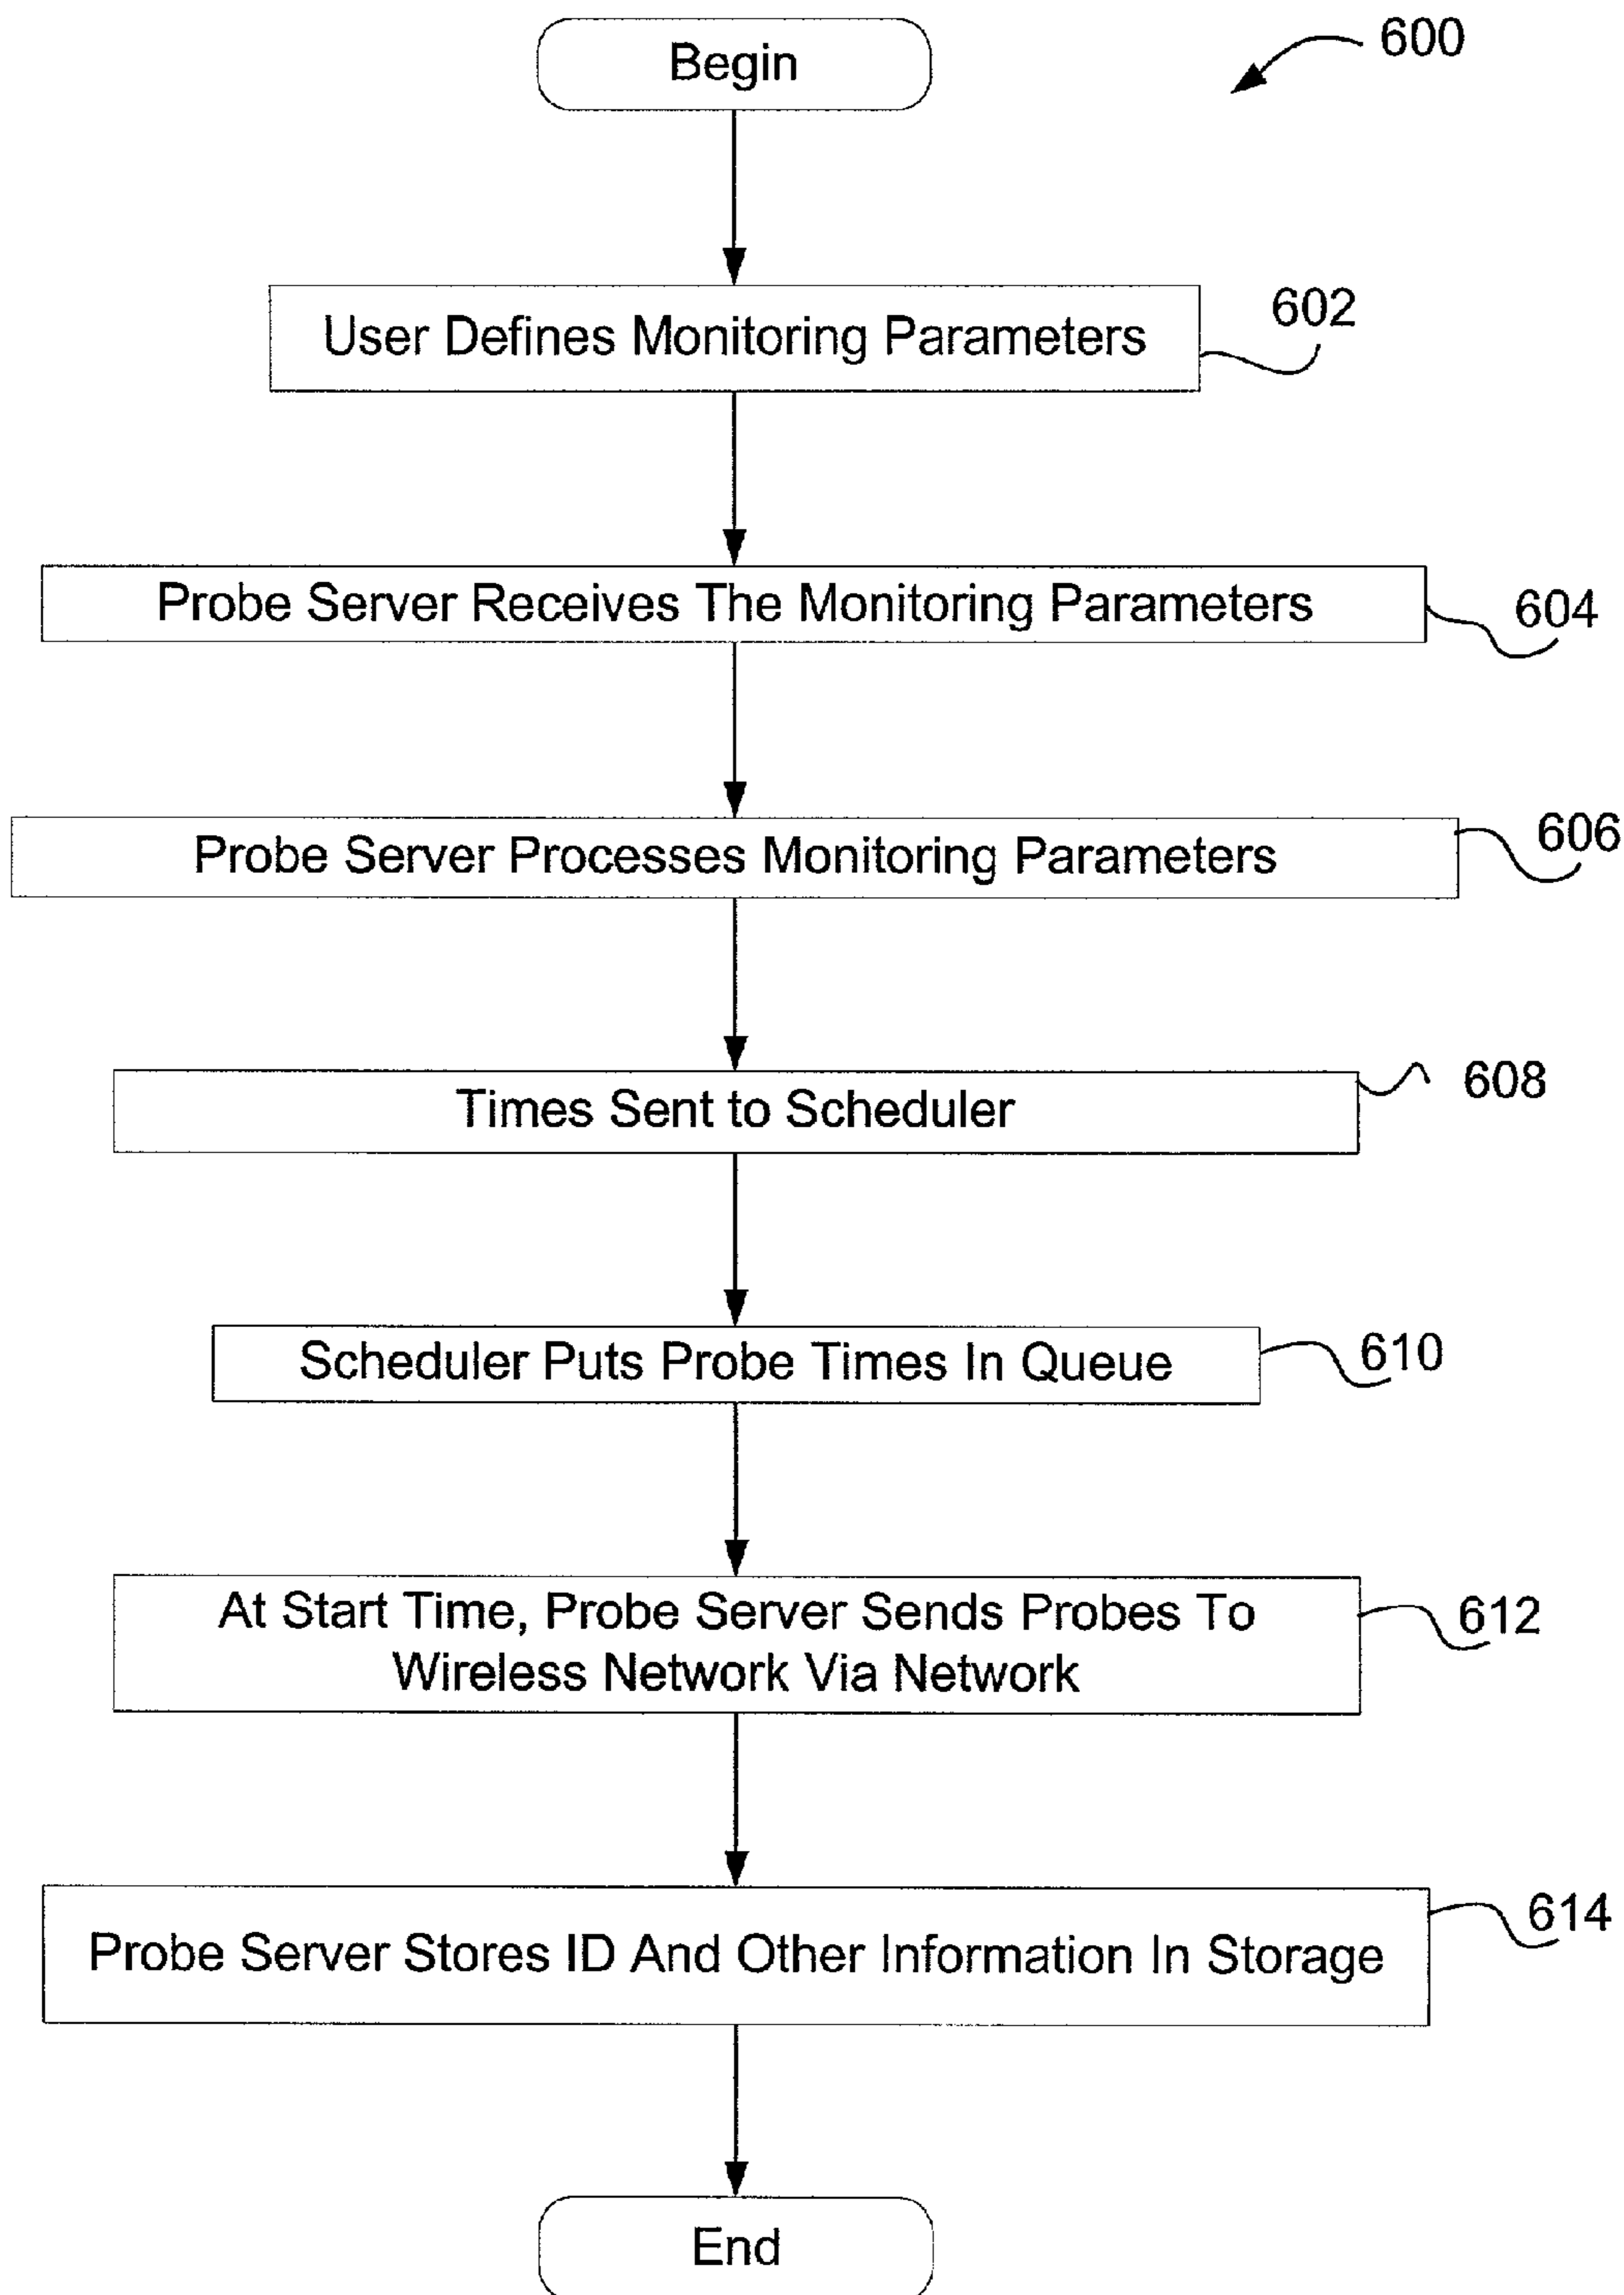 Begin
600
User Defines Monitoring Parameters
602
Probe Server Receives The Monitoring Parameters
604
Probe Server Processes Monitoring Parameters
606
Times Sent to Scheduler
608
Scheduler Puts Probe Times In Queue
610
At Start Time, Probe Server Sends Probes To
Wireless Network Via Network
612
Probe Server Stores ID And Other Information In Storage
614
End